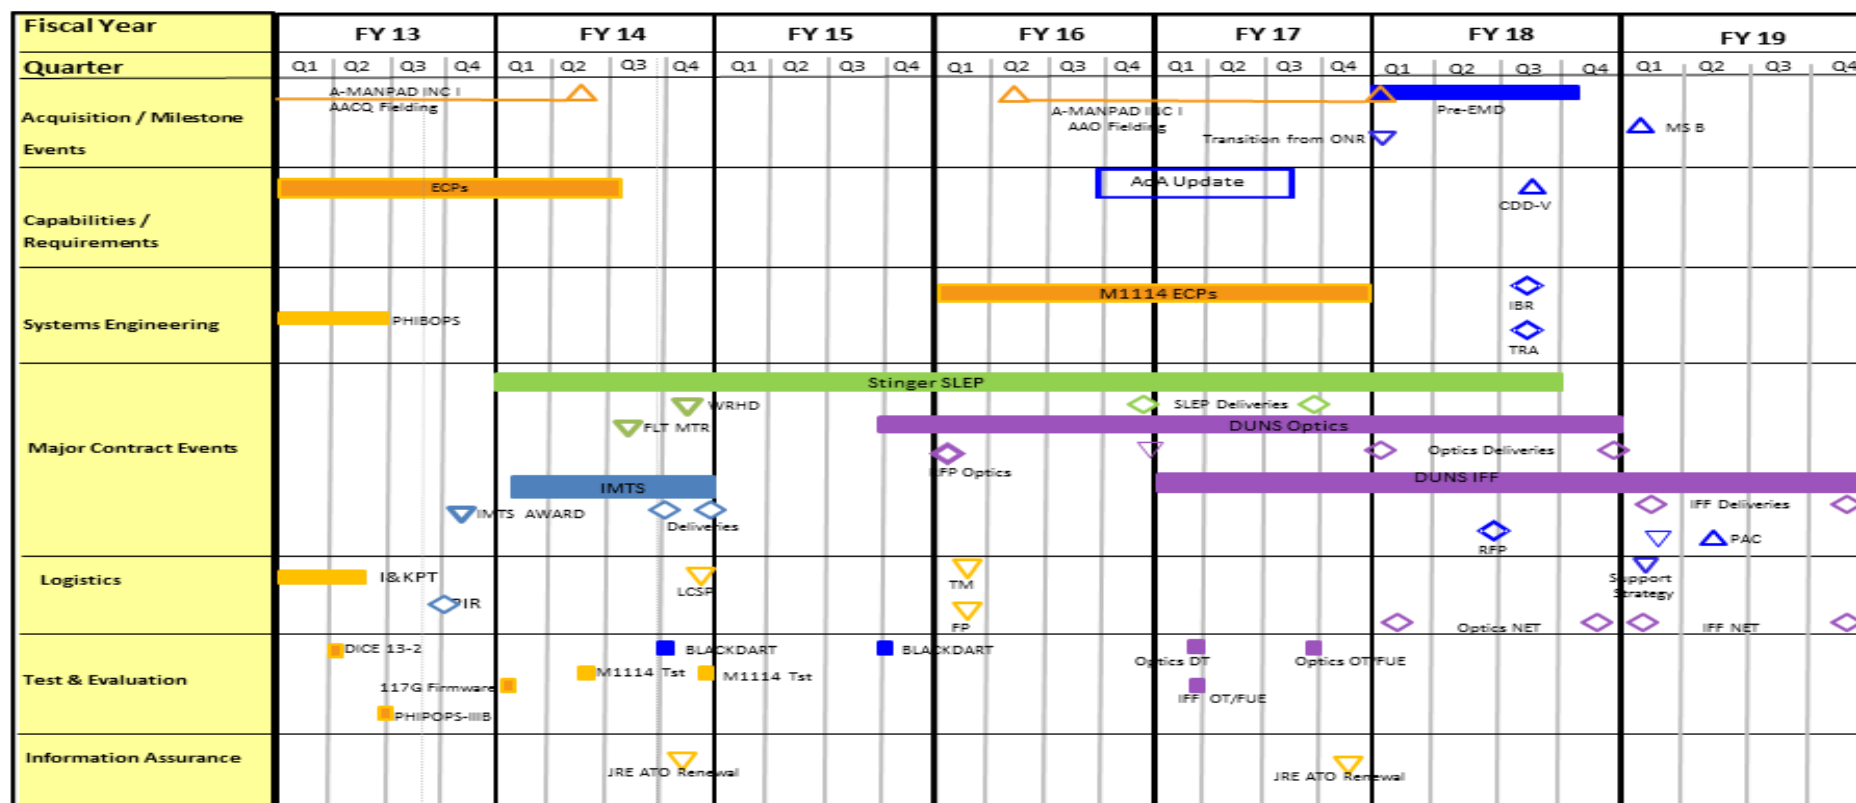 Fiscal Year
FY 13 FY 14 FY 15 FY 16 FY 17 FY 18 FY 19
Quarter
Q1 Q2 Q3 Q4 Q1 Q2 Q3 Q4 Q1 Q2 Q3 Q4 Q1 Q2 Q3 Q4 Q1 Q2 Q3 Q4 Q1 Q2 Q3 Q4 Q1 Q2 Q3 Q4
Acquisition / Milestone
Events
A-MANPAD INC I
AACQ Fielding
A-MANPAD INC I
AAO Fielding
Transition from ONR
Pre-EMD
MS B
Capabilities /
Requirements
ECPs
AoA Update
CDD-V
Systems Engineering
PHIBOPS
M1114 ECPs
IBR
TRA
Major Contract Events
Stinger SLEP
WRHD
FLT MTR
SLEP Deliveries
DUNS Optics
RFP Optics
Optics Deliveries
IMTS
DUNS IFF
IMTS AWARD
Deliveries
IFF Deliveries
RFP
PAC
Logistics
I&KPT
PIR
LCSP
TM
FP
Support
Strategy
Optics NET
IFF NET
Test & Evaluation
DICE 13-2
BLACKDART
BLACKDART
Optics DT
Optics OT/FUE
M1114 Tst
M1114 Tst
117G Firmware
IFF OT/FUE
PHIPOPS-IIIB
Information Assurance
JRE ATO Renewal
JRE ATO Renewal